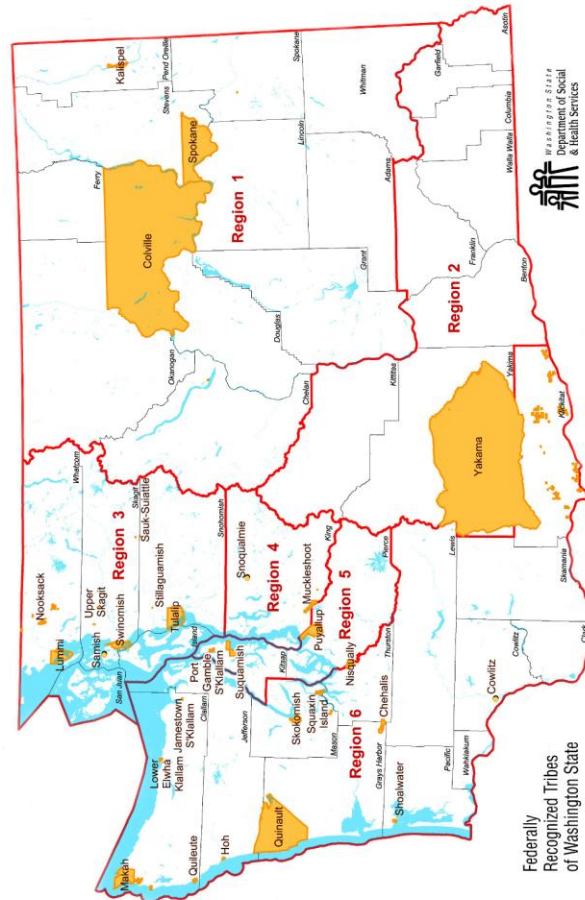 Makah
Lower
Elwha
Klallam
Jamestown
S'Klallam
Port
Gamble
S'Klallam
Suquamish
Quileute
Hoh
Quinault
Skokomish
Squaxin
Island
Nisqually
Chehalis
Shoalwater
Cowlitz
Lummi
Nooksack
Samish
Upper
Skagit
Swinomish
Sauk-Suiattle
Stillaguamish
Tulalip
Snoqualmie
Muckleshoot
Puyallup
Colville
Spokane
Kalispel
Yakama
Region 1
Region 2
Region 3
Region 4
Region 5
Region 6
Whatcom
San Juan
Skagit
Island
Snohomish
Clallam
Jefferson
Kitsap
King
Mason
Grays Harbor
Pierce
Thurston
Pacific
Lewis
Wahkiakum
Cowlitz
Cowlitz
Clark
Skamania
Klickitat
Yakima
Kittitas
Chelan
Okanogan
Douglas
Grant
Ferry
Stevens
Pend Oreille
Lincoln
Spokane
Adams
Whitman
Franklin
Benton
Walla Walla
Columbia
Garfield
Asotin
Federally
Recognized Tribes
of Washington State
Washington State
Department of Social
& Health Services